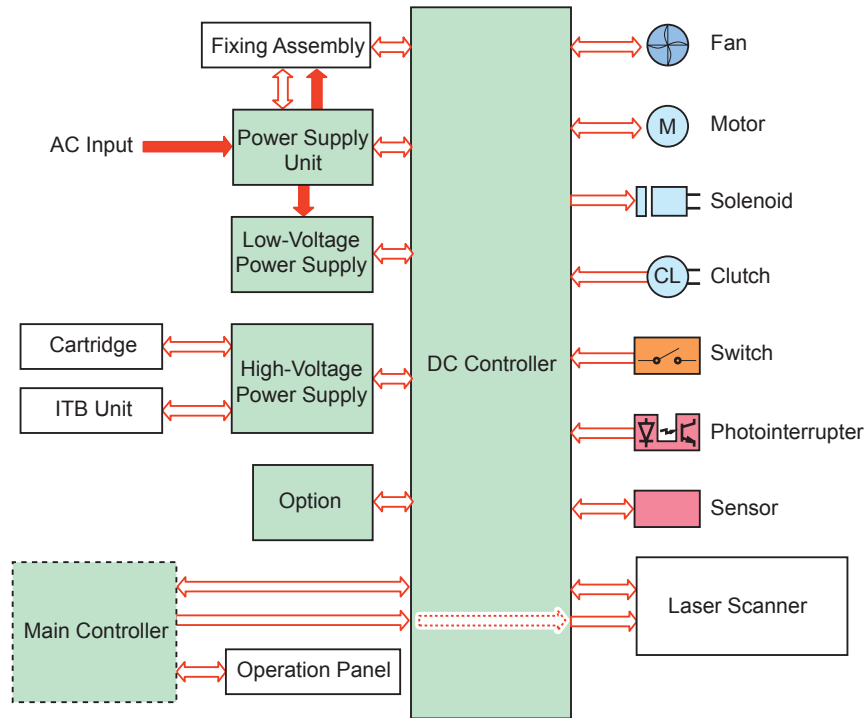 Fixing Assembly
Fan
AC Input
Power Supply
Unit
M
Motor
Solenoid
Low-Voltage
Power Supply
CL
Clutch
Cartridge
High-Voltage
Power Supply
DC Controller
Switch
ITB Unit
Photointerrupter
Option
Sensor
Main Controller
Laser Scanner
Operation Panel